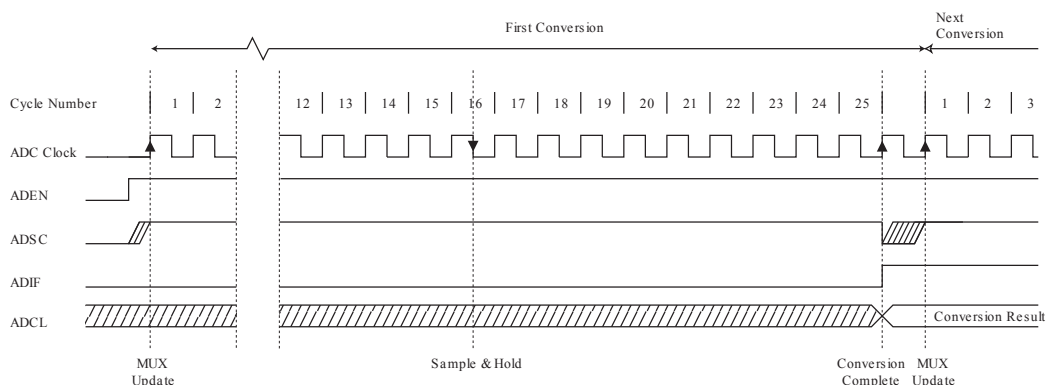 Next
Conversion
First Conversion
Cycle Number 1 2 12 13 14 15 16 17 18 19 20 21 22 23 24 25 1 2 3
ADC Clock
ADEN
ADSC
ADIF
ADCL Conversion Result
MUX
Update
Sample & Hold
Conversion
Complete
MUX
Update